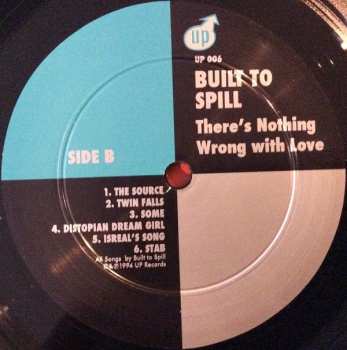 up
UP 006
BUILT TO
SPILL
There's Nothing
Wrong with Love
SIDE B
1. THE SOURCE
2. TWIN FALLS
3. SOME
4. DISTOPIAN DREAM GIRL
5. ISREAL'S SONG
6. STAB
All Songs by Built to Spill
©&℗1994 UP Records